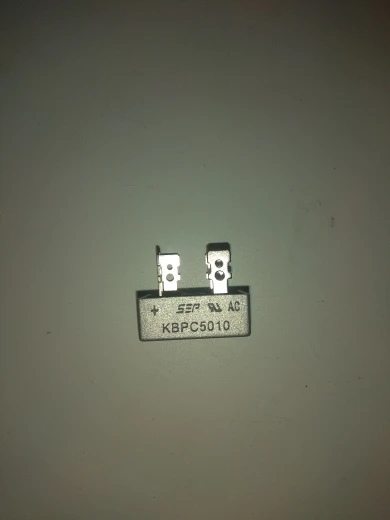 + SEP AC
KBPC5010